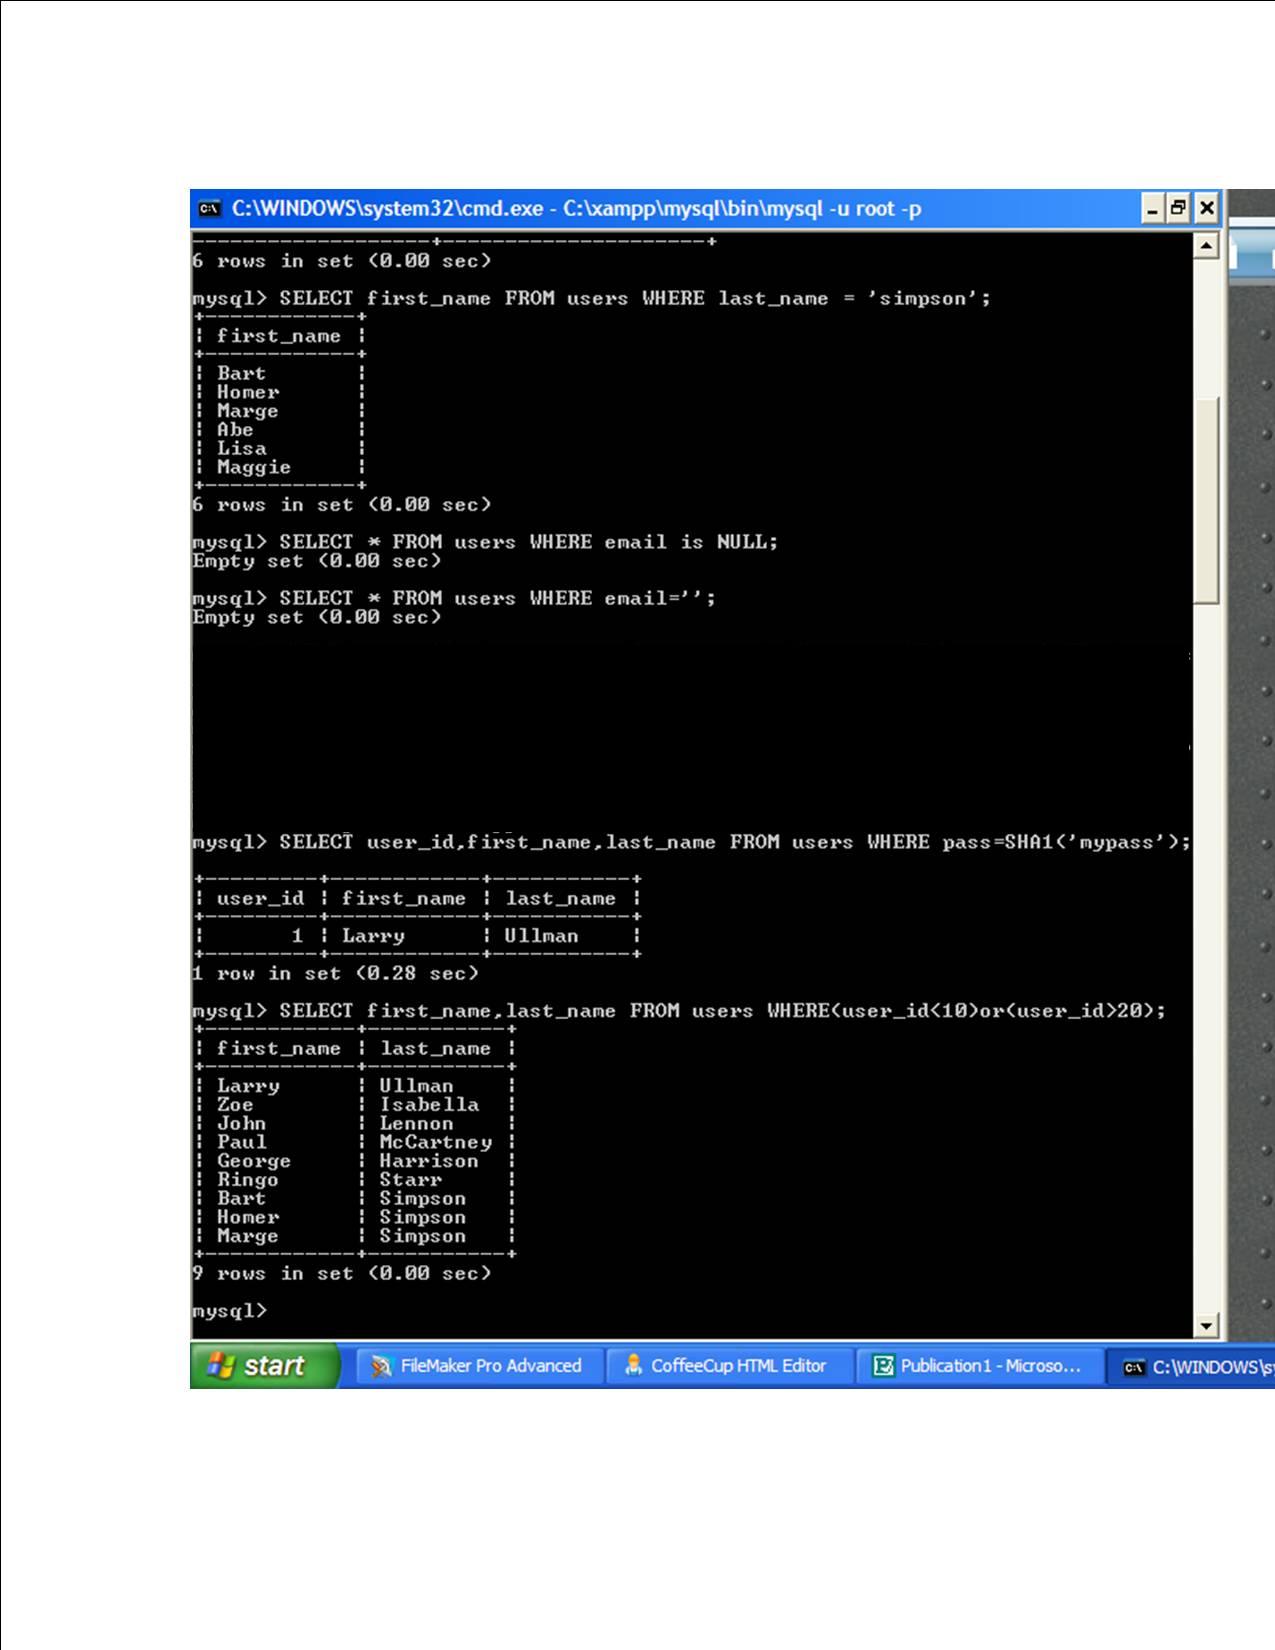 C:\WINDOWS\system32\cmd.exe - C:\xampp\mysql\bin\mysql -u root -p
-------------------+---------------------+
6 rows in set (0.00 sec)
mysql> SELECT first_name FROM users WHERE last_name = 'simpson';
+------------+
| first_name |
+------------+
| Bart       |
| Homer      |
| Marge      |
| Abe        |
| Lisa       |
| Maggie     |
+------------+
6 rows in set (0.00 sec)
mysql> SELECT * FROM users WHERE email is NULL;
Empty set (0.00 sec)
mysql> SELECT * FROM users WHERE email='';
Empty set (0.00 sec)
mysql> SELECT user_id,first_name,last_name FROM users WHERE pass=SHA1('mypass');
+---------+------------+-----------+
| user_id | first_name | last_name |
+---------+------------+-----------+
|       1 | Larry      | Ullman    |
+---------+------------+-----------+
1 row in set (0.28 sec)
mysql> SELECT first_name,last_name FROM users WHERE(user_id<10)or(user_id>20);
+------------+-----------+
| first_name | last_name |
+------------+-----------+
| Larry      | Ullman    |
| Zoe        | Isabella  |
| John       | Lennon    |
| Paul       | McCartney |
| George     | Harrison  |
| Ringo      | Starr     |
| Bart       | Simpson   |
| Homer      | Simpson   |
| Marge      | Simpson   |
+------------+-----------+
9 rows in set (0.00 sec)
mysql>
start FileMaker Pro Advanced CoffeeCup HTML Editor Publication1 - Microso... C:\WINDOWS\sy